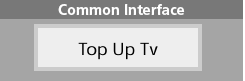 Common Interface
Top Up Tv